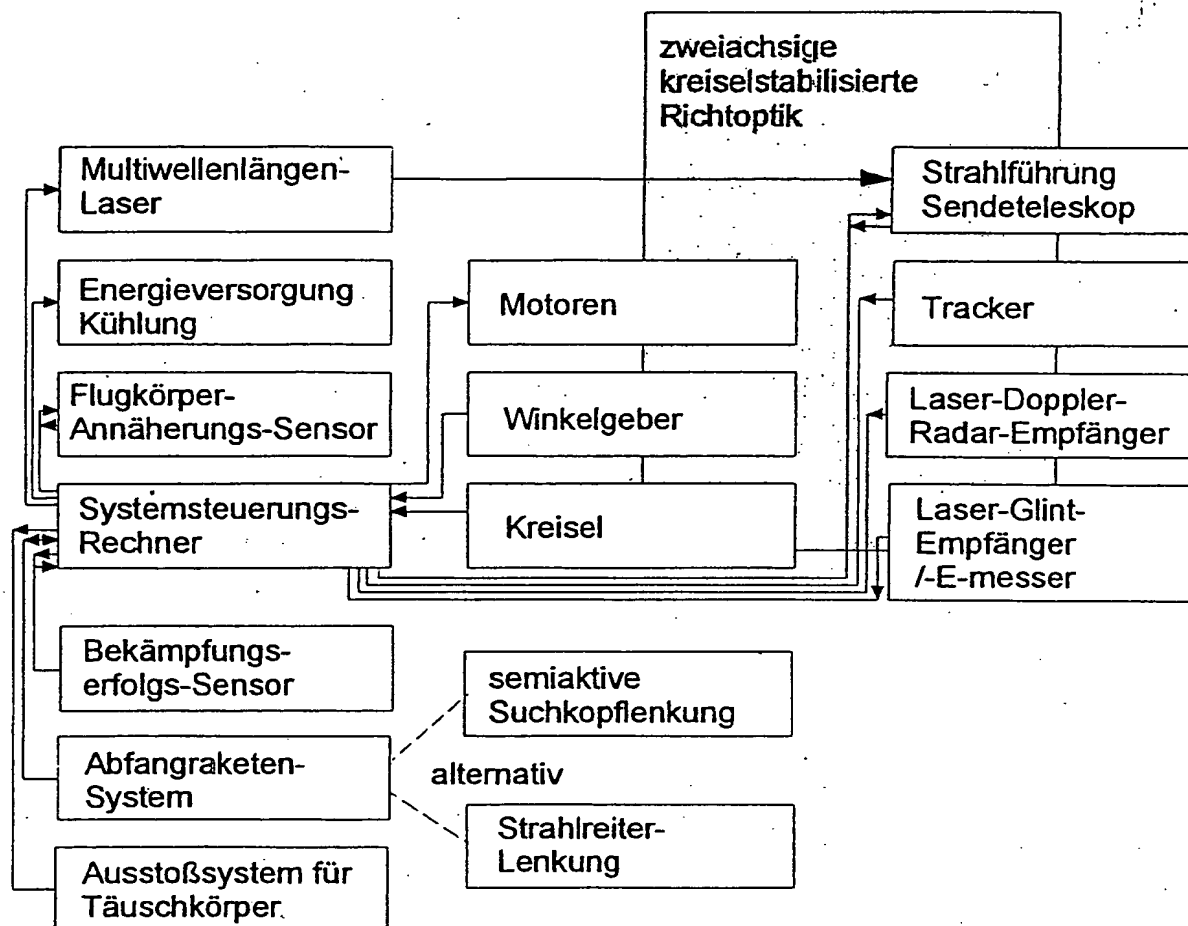 zweiachsige
kreiselstabilisierte
Richtoptik
Multiwellenlängen-
Laser
Strahlführung
Sendeteleskop
Energieversorgung
Kühlung
Motoren
Tracker
Flugkörper-
Annäherungs-Sensor
Winkelgeber
Laser-Doppler-
Radar-Empfänger
Systemsteuerungs-
Rechner
Kreisel
Laser-Glint-
Empfänger
/-E-messer
Bekämpfungs-
erfolgs-Sensor
semiaktive
Suchkopflenkung
Abfangraketen-
System
alternativ
Strahlreiter-
Lenkung
Ausstoßsystem für
Täuschkörper